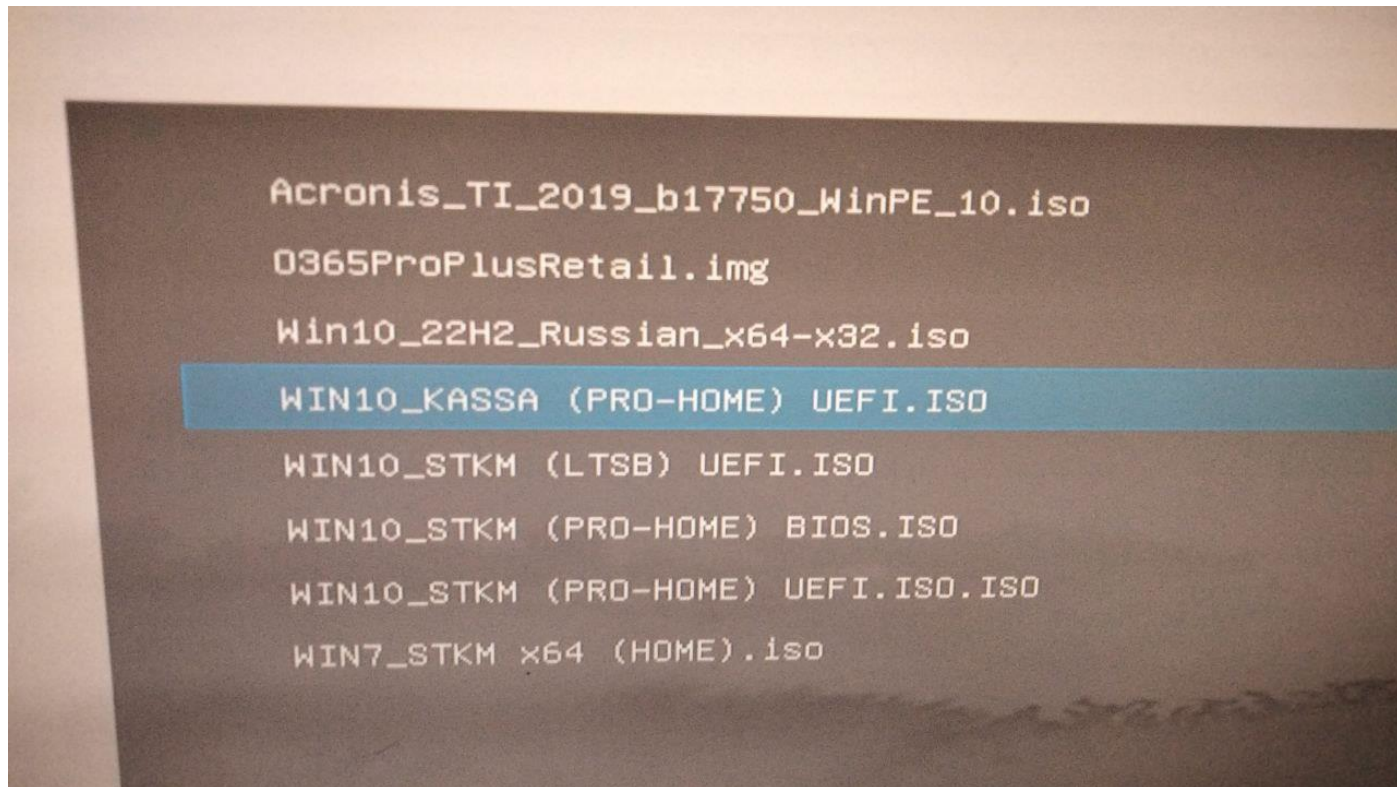 Acronis_TI_2019_b17750_WinPE_10.iso
O365ProPlusRetail.img
Win10_22H2_Russian_x64-x32.iso
WIN10_KASSA (PRO-HOME) UEFI.ISO
WIN10_STKM (LTSB) UEFI.ISO
WIN10_STKM (PRO-HOME) BIOS.ISO
WIN10_STKM (PRO-HOME) UEFI.ISO.ISO
WIN7_STKM x64 (HOME).iso